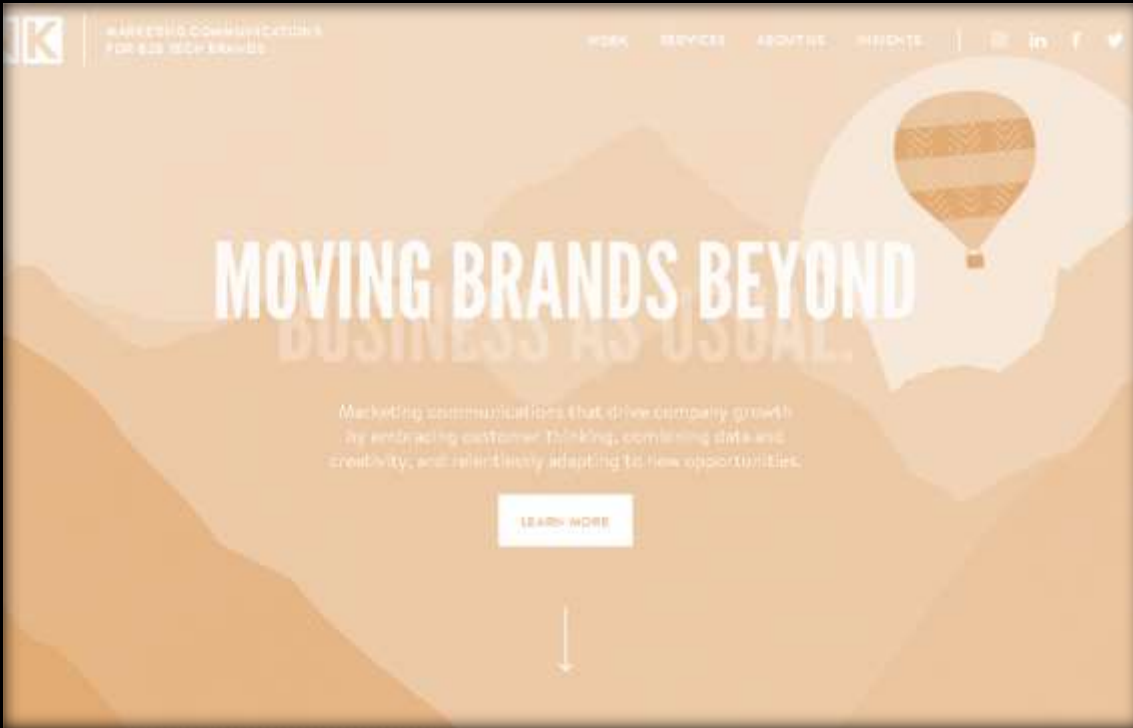 K
MARKETING COMMUNICATIONS
FOR B2B TECH BRANDS
WORK SERVICES ABOUT US INSIGHTS in f
MOVING BRANDS BEYOND
BUSINESS AS USUAL.
Marketing communications that drive company growth
by embracing customer thinking, combining data and
creativity, and relentlessly adapting to new opportunities.
LEARN MORE